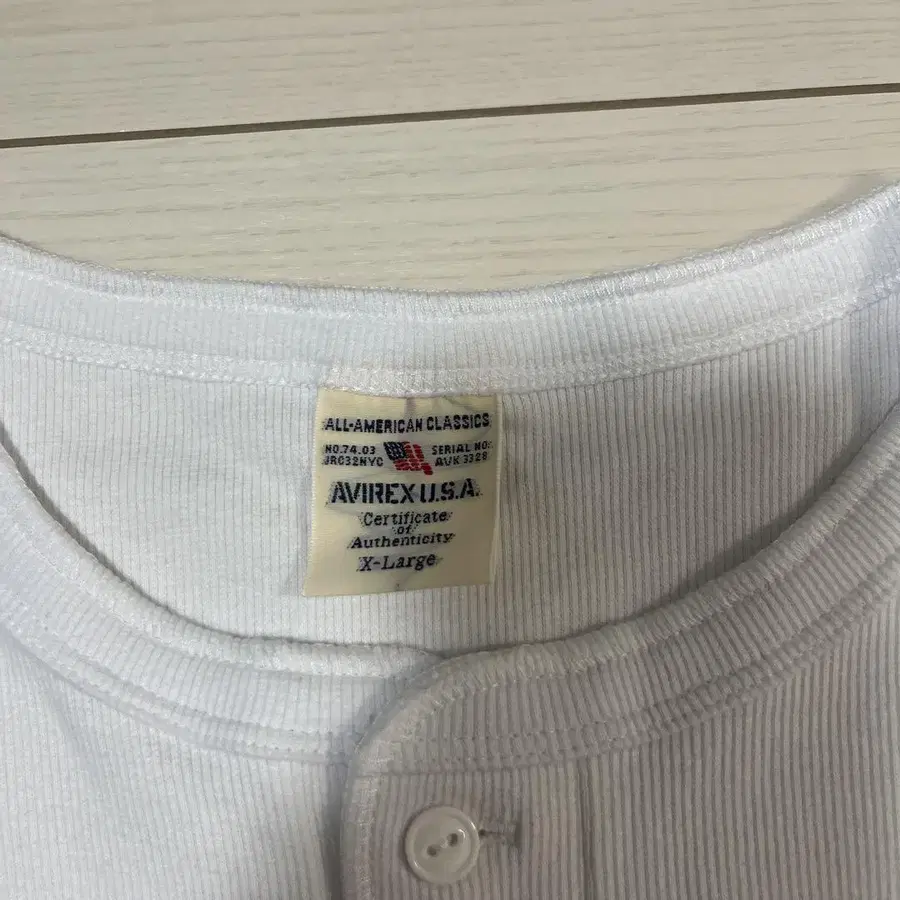 ALL-AMERICAN CLASSICS
NO.74.03 SERIAL NO:
JRC32NYC AVK 3328
AVIREX U.S.A.
Certificate
of
Authenticity
X-Large